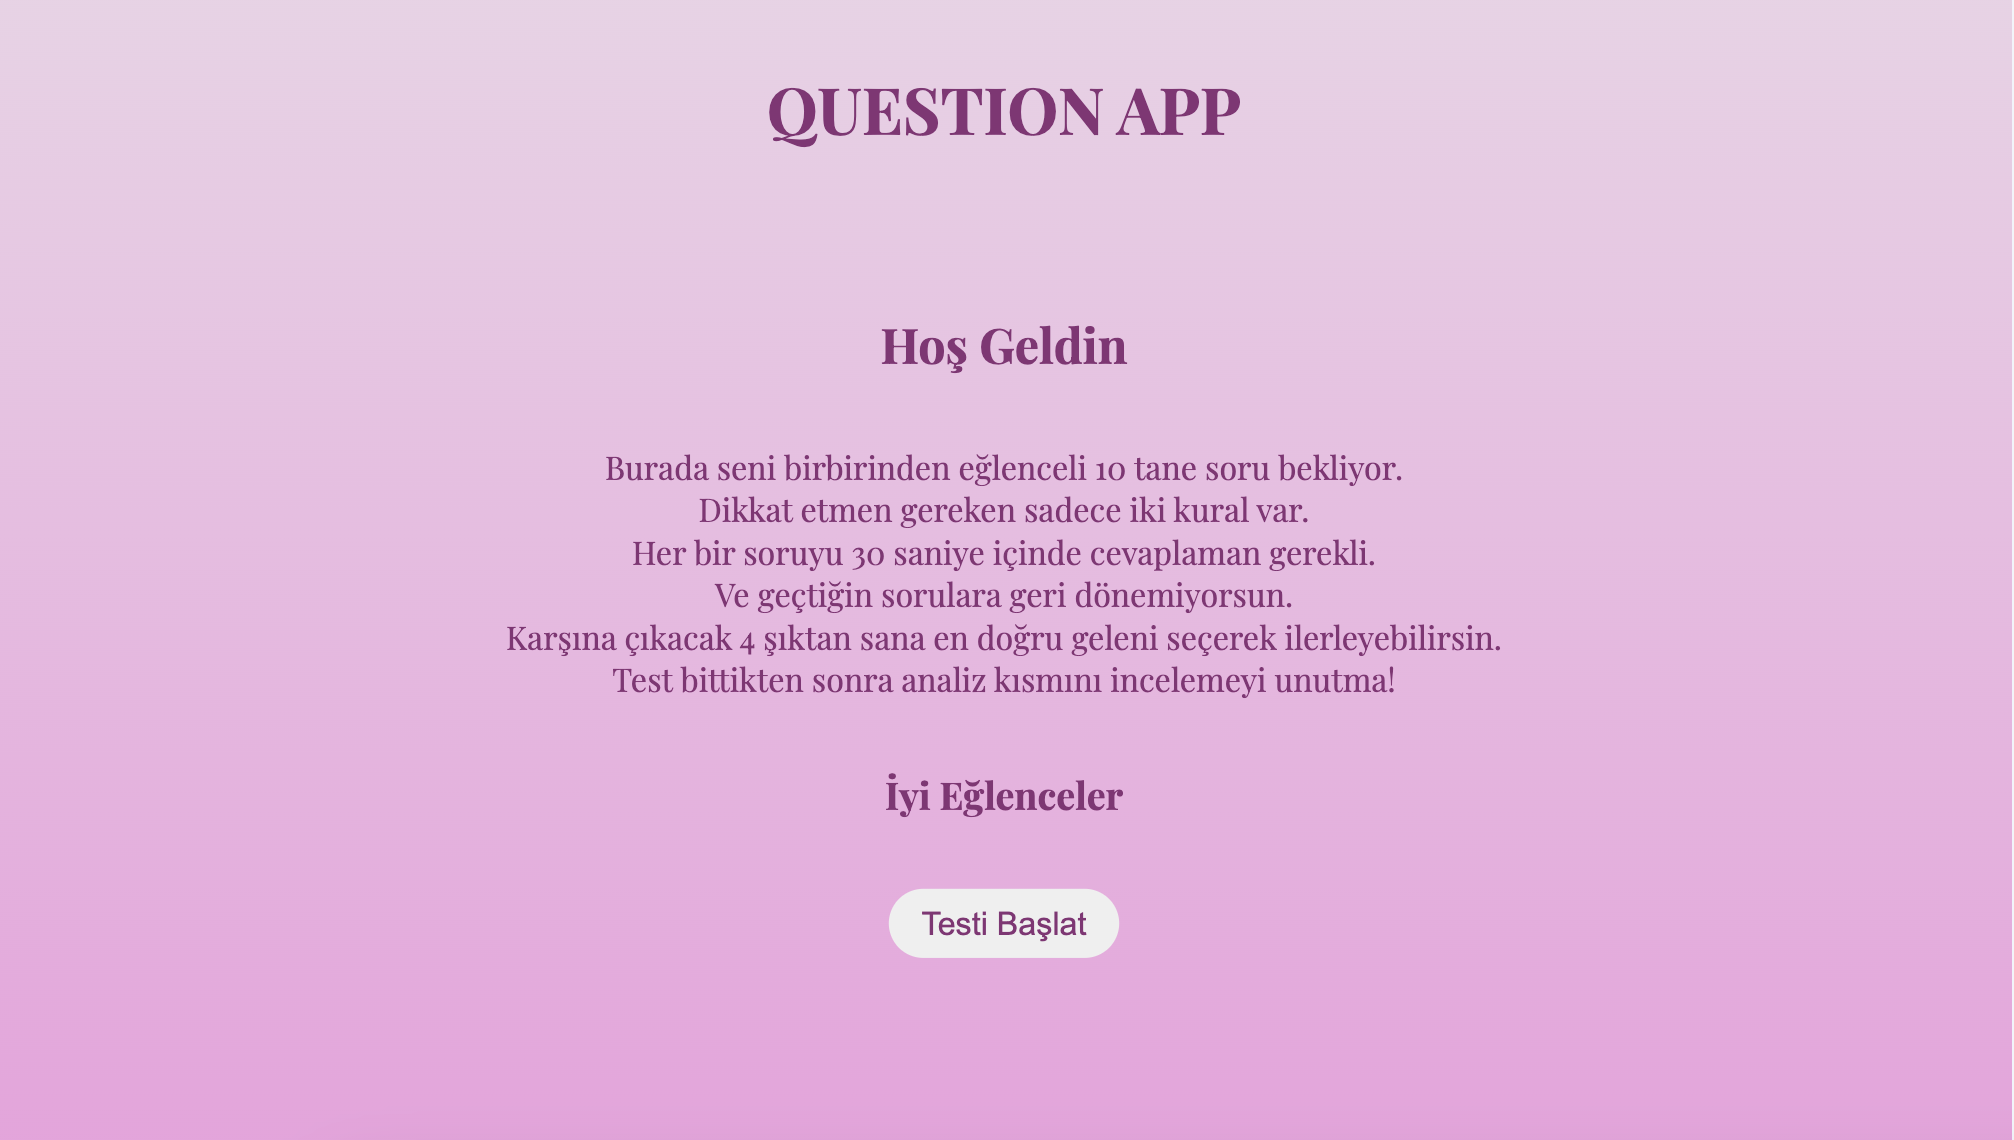 QUESTION APP
Hoş Geldin
Burada seni birbirinden eğlenceli 10 tane soru bekliyor.
Dikkat etmen gereken sadece iki kural var.
Her bir soruyu 30 saniye içinde cevaplaman gerekli.
Ve geçtiğin sorulara geri dönemiyorsun.
Karşına çıkacak 4 şıktan sana en doğru geleni seçerek ilerleyebilirsin.
Test bittikten sonra analiz kısmını incelemeyi unutma!
İyi Eğlenceler
Testi Başlat